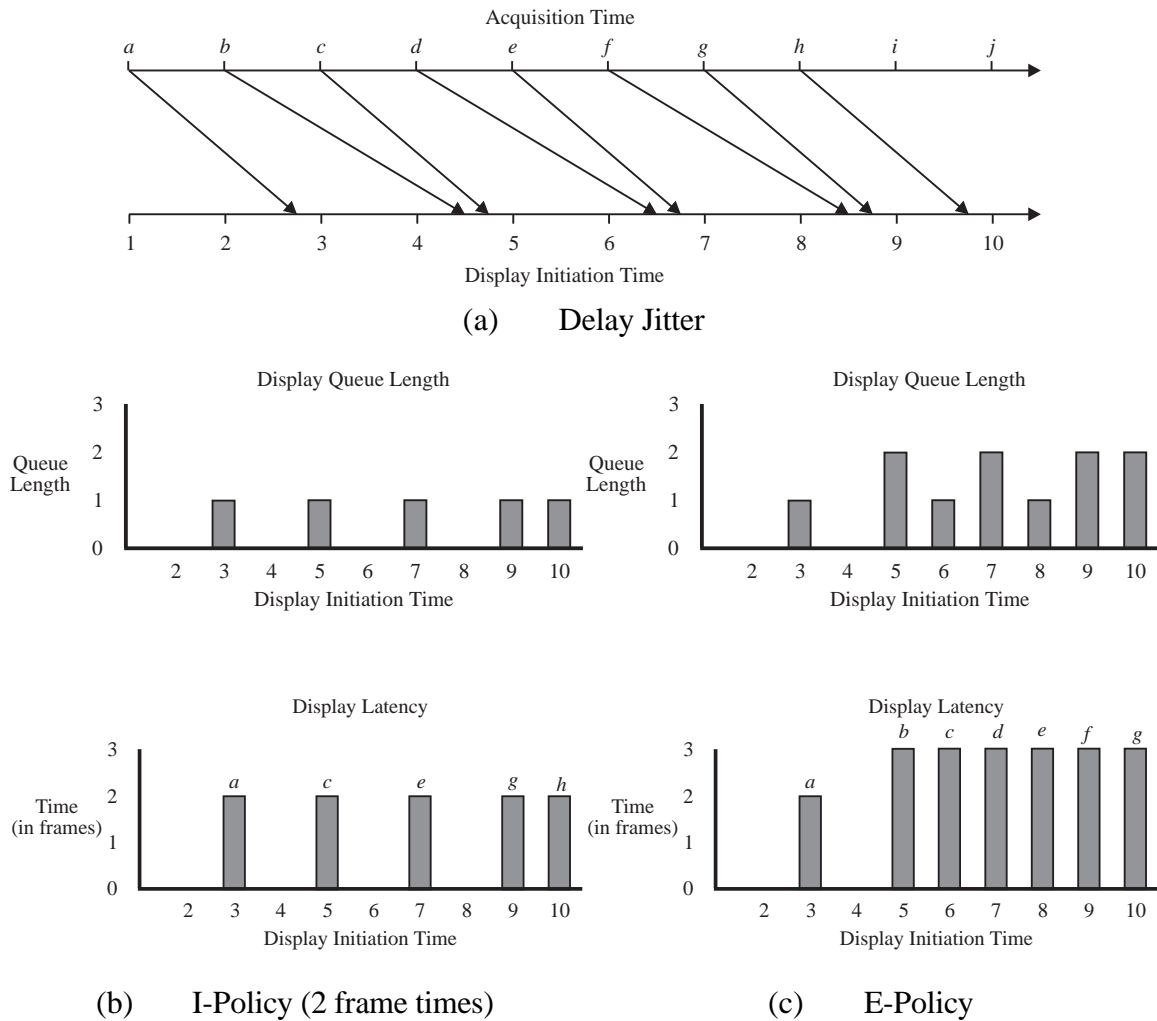 Acquisition Time
a b c d e f g h i j
1 2 3 4 5 6 7 8 9 10
Display Initiation Time
(a) Delay Jitter
Display Queue Length
3
2
1
0
Queue
Length
2 3 4 5 6 7 8 9 10
Display Initiation Time
Display Queue Length
3
2
1
0
Queue
Length
2 3 4 5 6 7 8 9 10
Display Initiation Time
Display Latency
3
2
1
0
Time
(in frames)
a c e g h
2 3 4 5 6 7 8 9 10
Display Initiation Time
Display Latency
3
2
1
0
Time
(in frames)
a b c d e f g
2 3 4 5 6 7 8 9 10
Display Initiation Time
(b) I-Policy (2 frame times)
(c) E-Policy